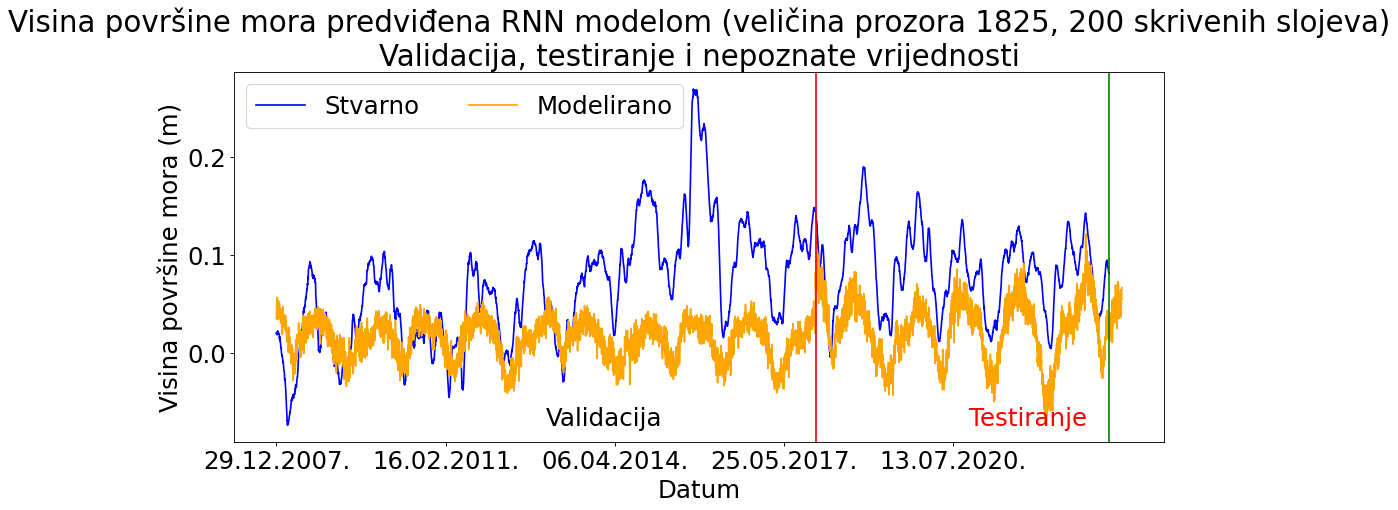 Visina površine mora predviđena RNN modelom (veličina prozora 1825, 200 skrivenih slojeva)
Validacija, testiranje i nepoznate vrijednosti
Stvarno
Modelirano
Visina površine mora (m)
0.2
0.1
0.0
Validacija
Testiranje
29.12.2007.
16.02.2011.
06.04.2014.
25.05.2017.
13.07.2020.
Datum